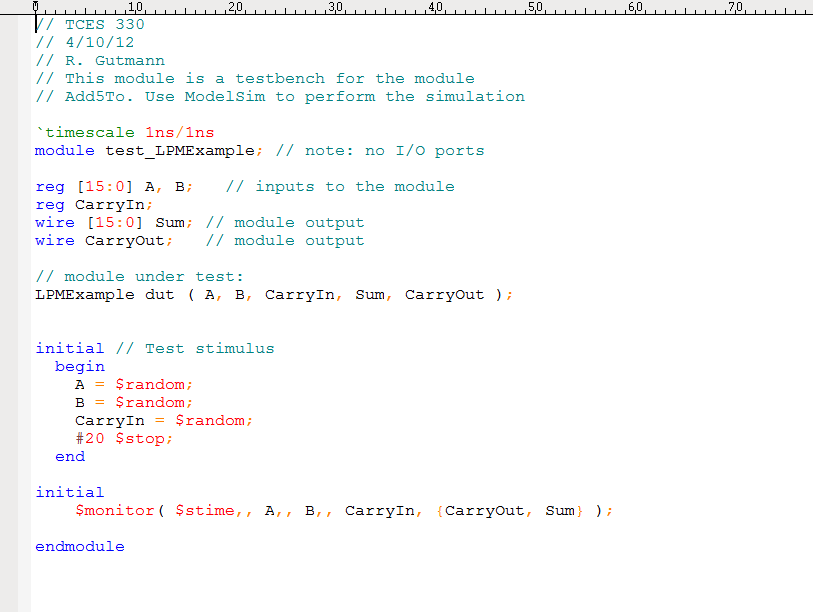 0 10 20 30 40 50 60 70
// TCES 330
// 4/10/12
// R. Gutmann
// This module is a testbench for the module
// Add5To. Use ModelSim to perform the simulation
`timescale 1ns/1ns
module test_LPMExample; // note: no I/O ports
reg [15:0] A, B;   // inputs to the module
reg CarryIn;
wire [15:0] Sum; // module output
wire CarryOut;   // module output
// module under test:
LPMExample dut ( A, B, CarryIn, Sum, CarryOut );
initial // Test stimulus
  begin
    A = $random;
    B = $random;
    CarryIn = $random;
    #20 $stop;
  end
initial
    $monitor( $stime,, A,, B,, CarryIn, {CarryOut, Sum} );
endmodule